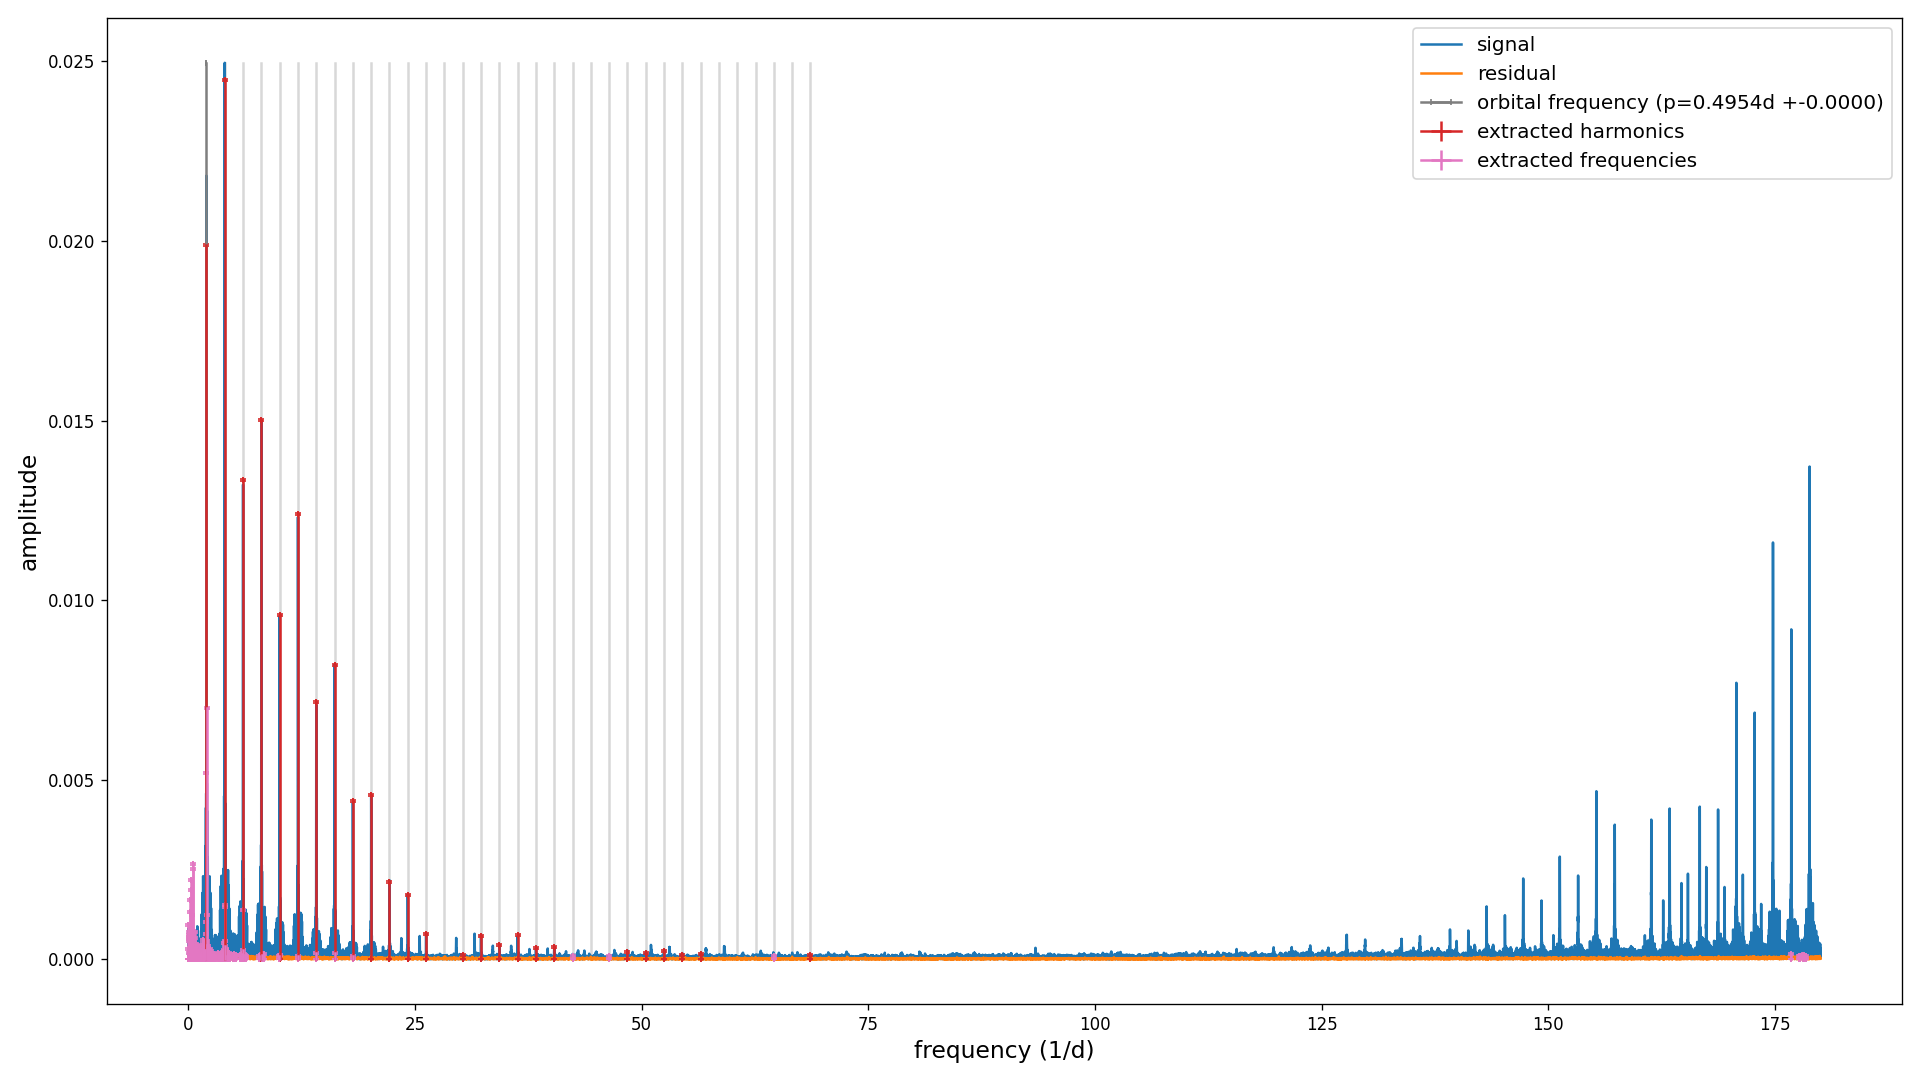 signal
residual
orbital frequency (p=0.4954d +-0.0000)
extracted harmonics
extracted frequencies
0.025
0.020
0.015
0.010
0.005
0.000
amplitude
0 25 50 75 100 125 150 175
frequency (1/d)